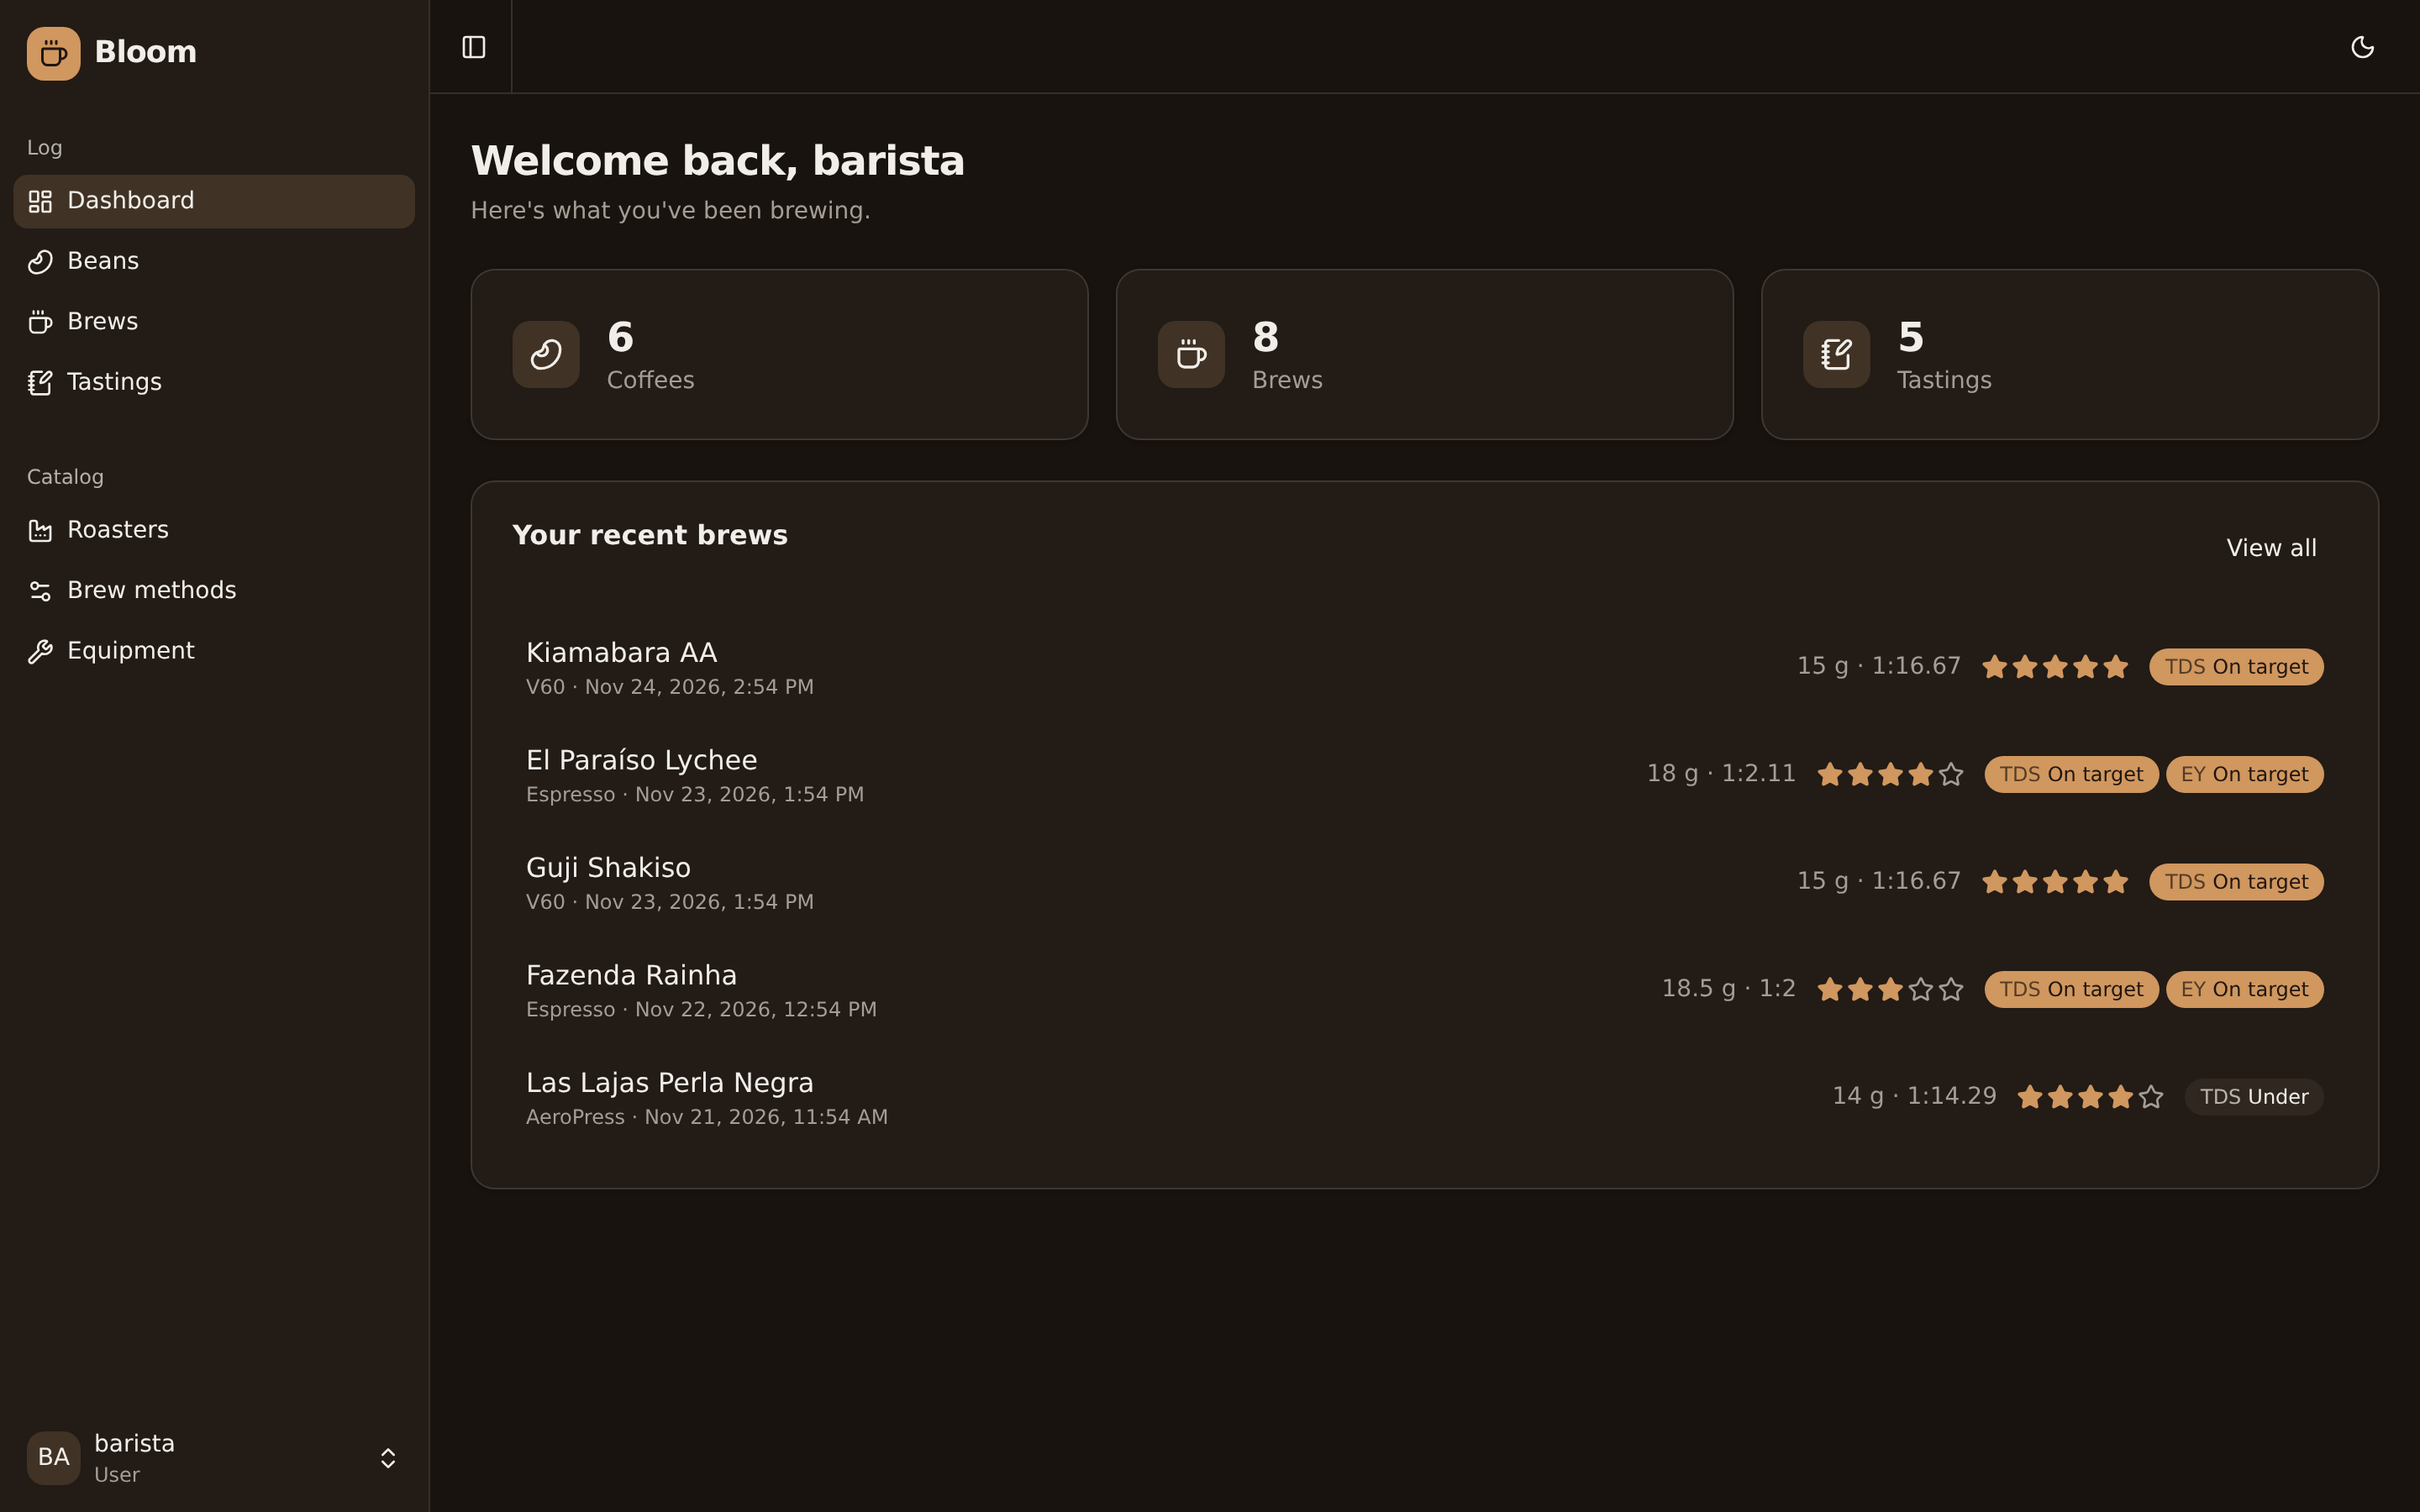 Bloom
Log
Dashboard
Beans
Brews
Tastings
Catalog
Roasters
Brew methods
Equipment
BA
barista
User
Welcome back, barista
Here's what you've been brewing.
6
Coffees
8
Brews
5
Tastings
Your recent brews
View all
Kiamabara AA
V60 · Nov 24, 2026, 2:54 PM
15 g · 1:16.67
TDS On target
El Paraíso Lychee
Espresso · Nov 23, 2026, 1:54 PM
18 g · 1:2.11
TDS On target
EY On target
Guji Shakiso
V60 · Nov 23, 2026, 1:54 PM
15 g · 1:16.67
TDS On target
Fazenda Rainha
Espresso · Nov 22, 2026, 12:54 PM
18.5 g · 1:2
TDS On target
EY On target
Las Lajas Perla Negra
AeroPress · Nov 21, 2026, 11:54 AM
14 g · 1:14.29
TDS Under